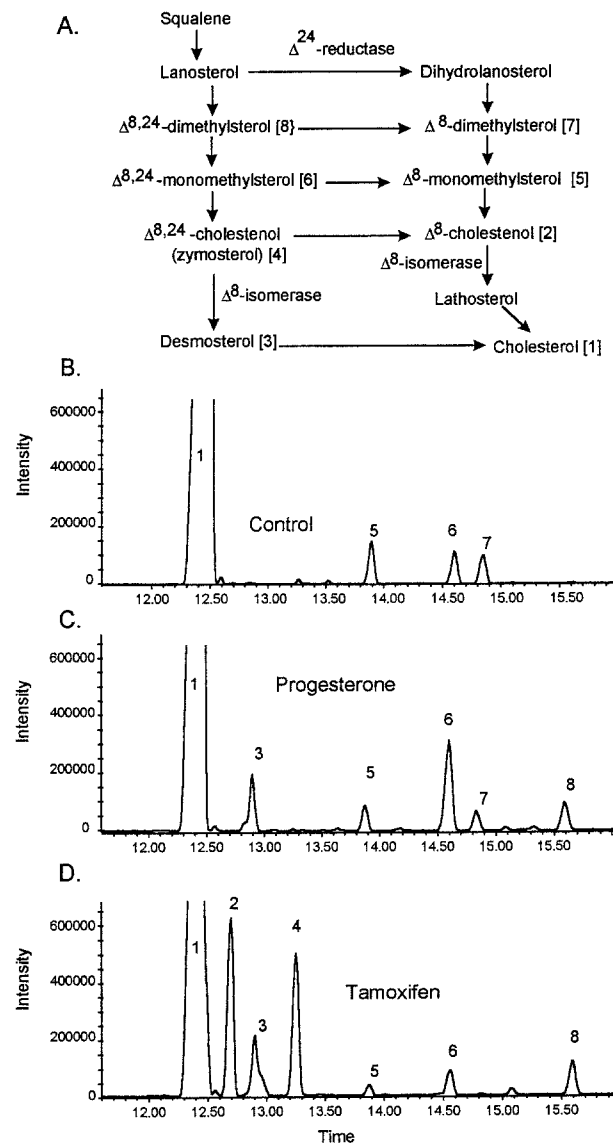 A.
Squalene
Δ24-reductase
Lanosterol Dihydrolanosterol
Δ8,24-dimethylsterol [8} Δ8-dimethylsterol [7]
Δ8,24-monomethylsterol [6] Δ8-monomethylsterol [5]
Δ8,24-cholestenol Δ8-cholestenol [2]
(zymosterol) [4] Δ8-isomerase
Δ8-isomerase Lathosterol
Desmosterol [3] Cholesterol [1]
B.
Intensity
600000
400000
200000
0
1
Control
5
6
7
12.00 12.50 13.00 13.50 14.00 14.50 15.00 15.50
C.
Intensity
600000
400000
200000
0
1
Progesterone
3
5
6
7
8
12.00 12.50 13.00 13.50 14.00 14.50 15.00 15.50
D.
Intensity
600000
400000
200000
0
1
2
3
4
Tamoxifen
5
6
8
12.00 12.50 13.00 13.50 14.00 14.50 15.00 15.50
Time